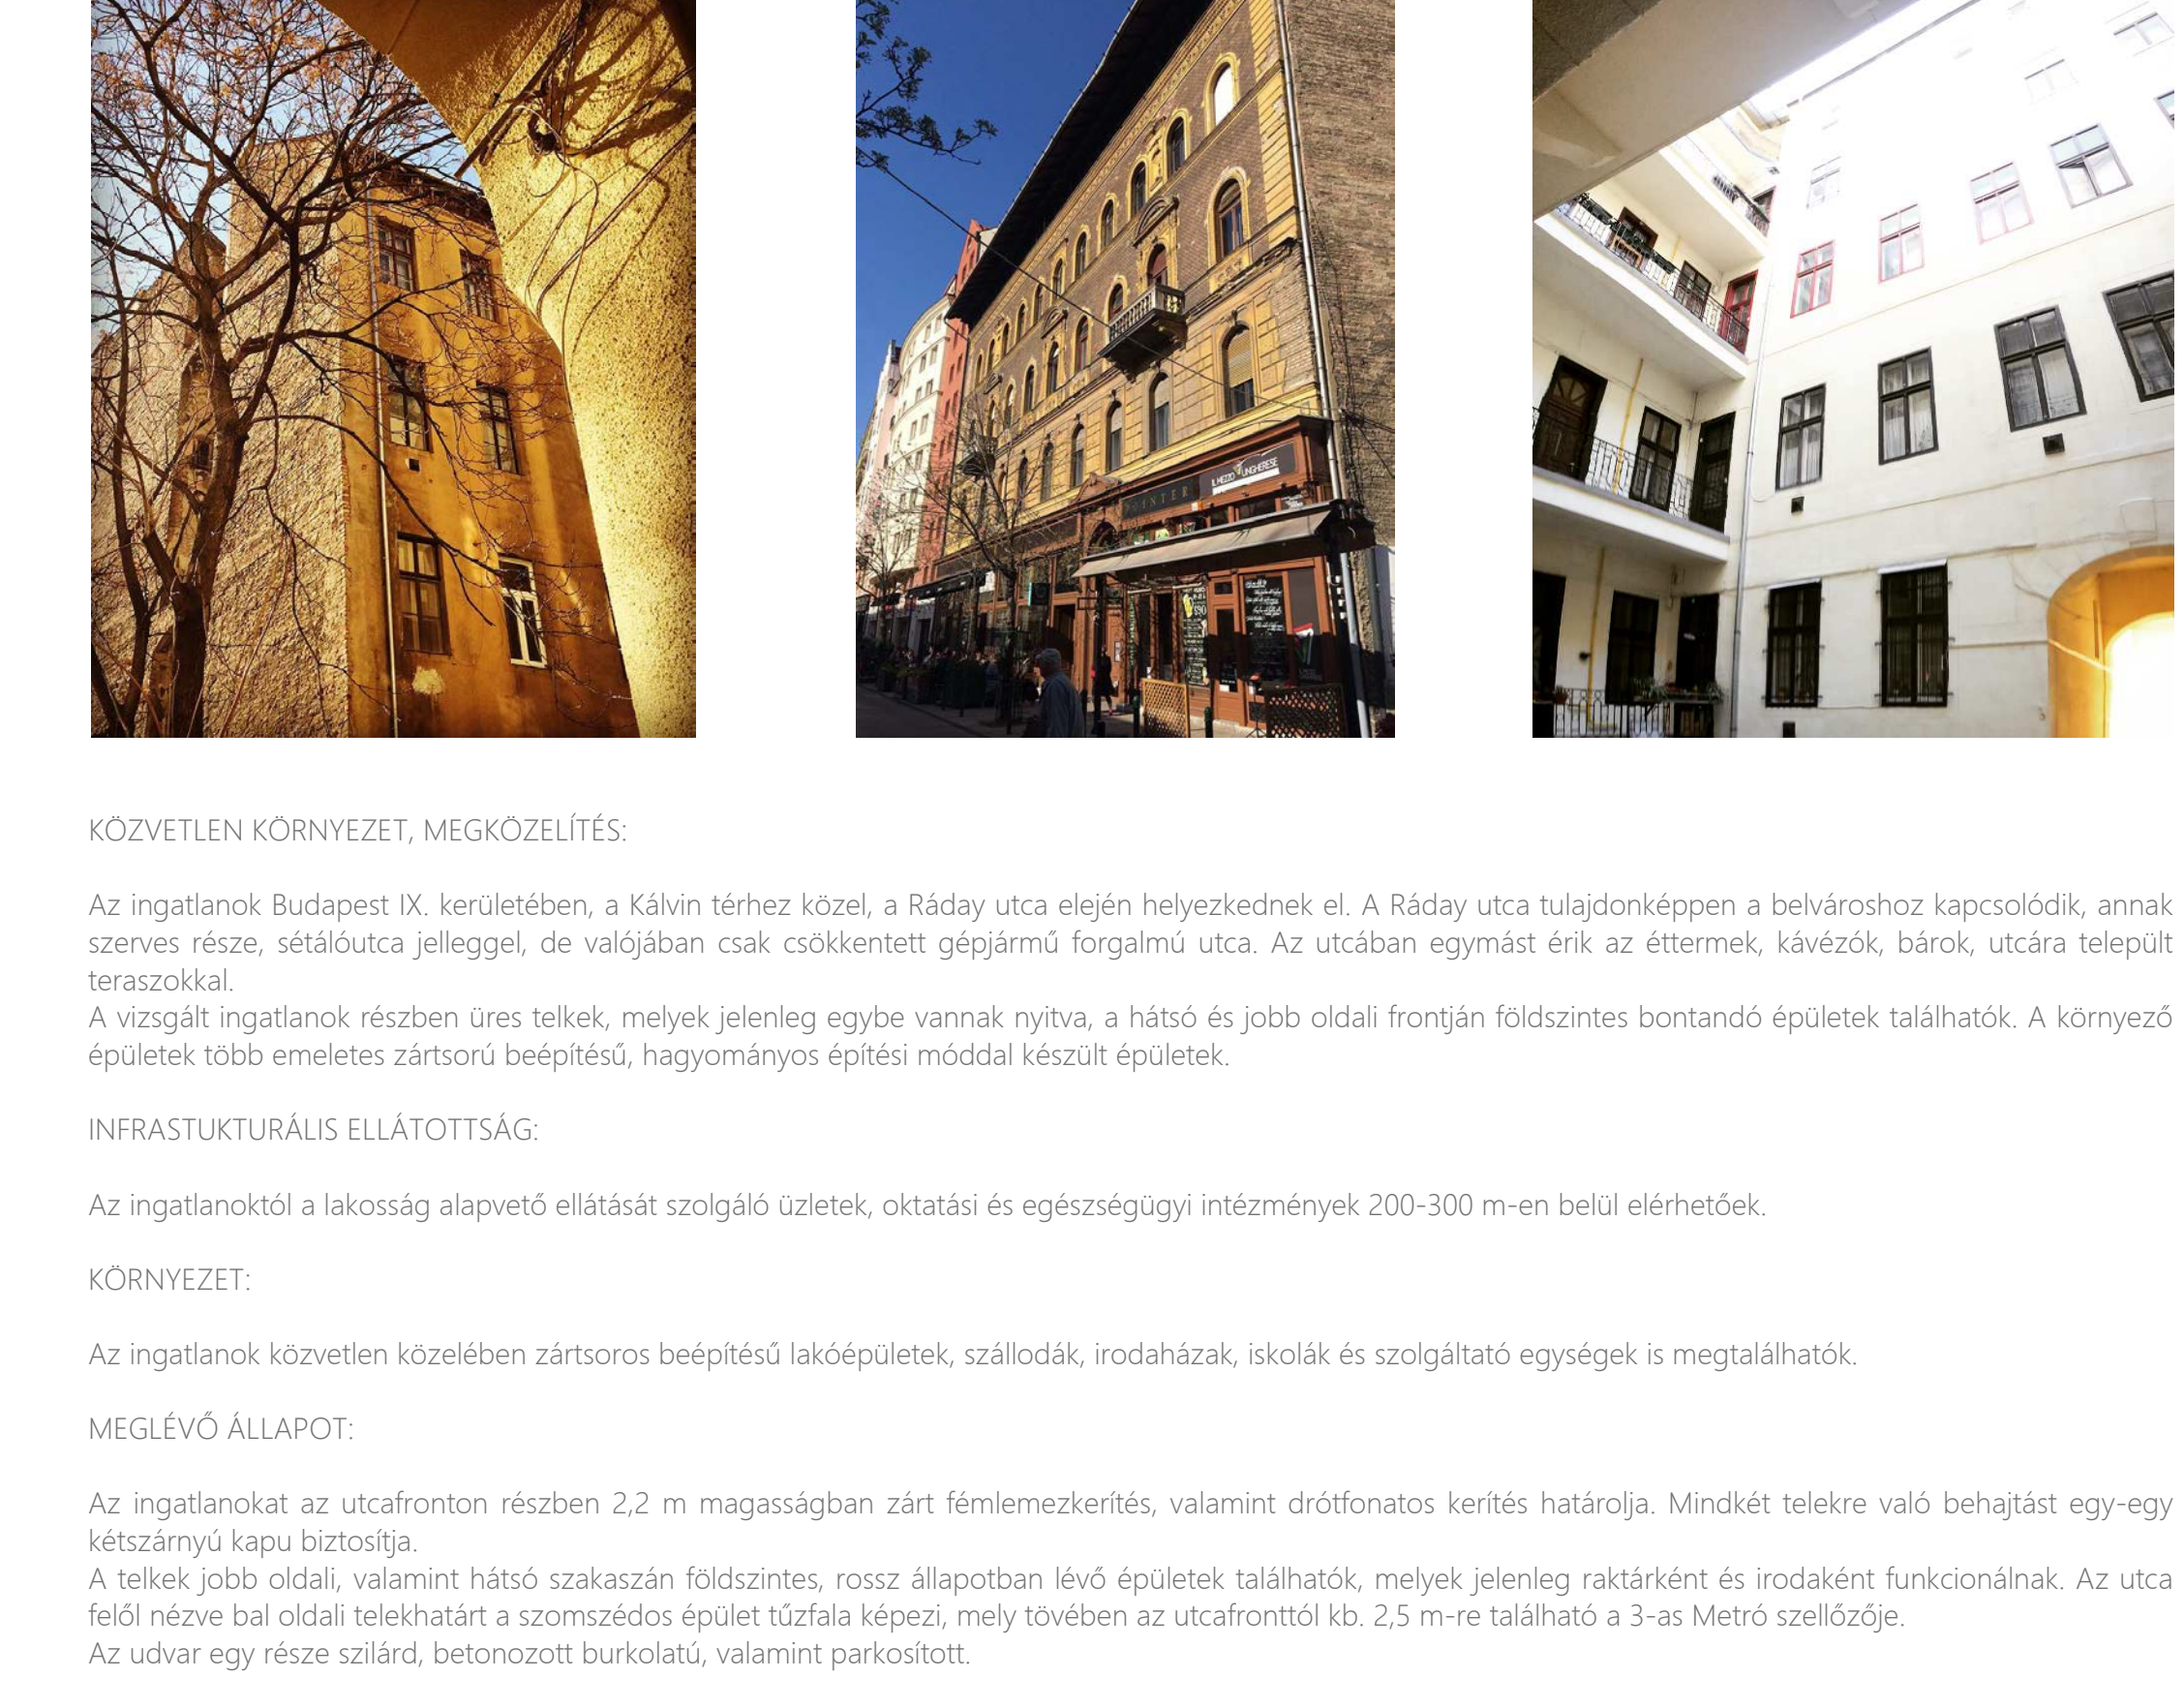 IL MEZZO UNGHERESE
KÖZVETLEN KÖRNYEZET, MEGKÖZELÍTÉS:
Az ingatlanok Budapest IX. kerületében, a Kálvin térhez közel, a Ráday utca elején helyezkednek el. A Ráday utca tulajdonképpen a belvároshoz kapcsolódik, annak
szerves része, sétálóutca jelleggel, de valójában csak csökkentett gépjármű forgalmú utca. Az utcában egymást érik az éttermek, kávézók, bárok, utcára települt
teraszokkal.
A vizsgált ingatlanok részben üres telkek, melyek jelenleg egybe vannak nyitva, a hátsó és jobb oldali frontján földszintes bontandó épületek találhatók. A környező
épületek több emeletes zártsorú beépítésű, hagyományos építési móddal készült épületek.
INFRASTUKTURÁLIS ELLÁTOTTSÁG:
Az ingatlanoktól a lakosság alapvető ellátását szolgáló üzletek, oktatási és egészségügyi intézmények 200-300 m-en belül elérhetőek.
KÖRNYEZET:
Az ingatlanok közvetlen közelében zártsoros beépítésű lakóépületek, szállodák, irodaházak, iskolák és szolgáltató egységek is megtalálhatók.
MEGLÉVŐ ÁLLAPOT:
Az ingatlanokat az utcafronton részben 2,2 m magasságban zárt fémlemezkerítés, valamint drótfonatos kerítés határolja. Mindkét telekre való behajtást egy-egy
kétszárnyú kapu biztosítja.
A telkek jobb oldali, valamint hátsó szakaszán földszintes, rossz állapotban lévő épületek találhatók, melyek jelenleg raktárként és irodaként funkcionálnak. Az utca
felől nézve bal oldali telekhatárt a szomszédos épület tűzfala képezi, mely tövében az utcafronttól kb. 2,5 m-re található a 3-as Metró szellőzője.
Az udvar egy része szilárd, betonozott burkolatú, valamint parkosított.